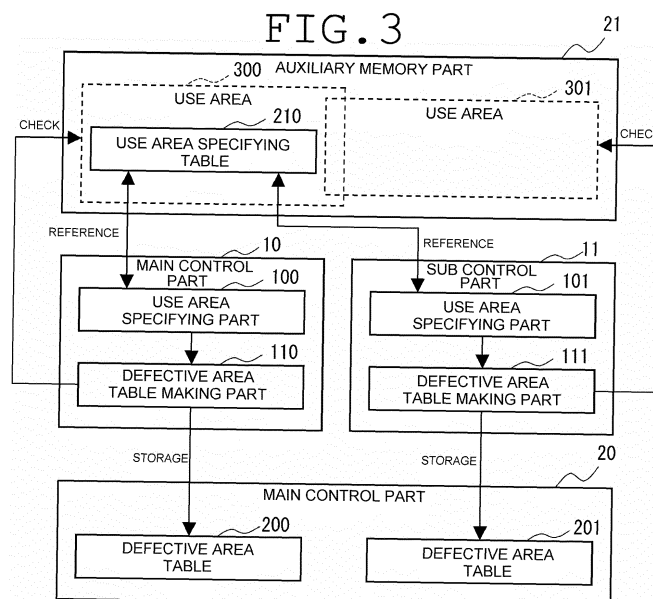 FIG.3
21
AUXILIARY MEMORY PART
300
301
USE AREA
USE AREA
CHECK
210
CHEC
USE AREA SPECIFYING
TABLE
REFERENCE
REFERENCE
10
11
MAIN CONTROL
PART
100
SUB CONTROL
PART
101
USE AREA
SPECIFYING PART
USE AREA
SPECIFYING PART
110
111
DEFECTIVE AREA
TABLE MAKING PART
DEFECTIVE AREA
TABLE MAKING PART
STORAGE
STORAGE
20
MAIN CONTROL PART
200
201
DEFECTIVE AREA
TABLE
DEFECTIVE AREA
TABLE